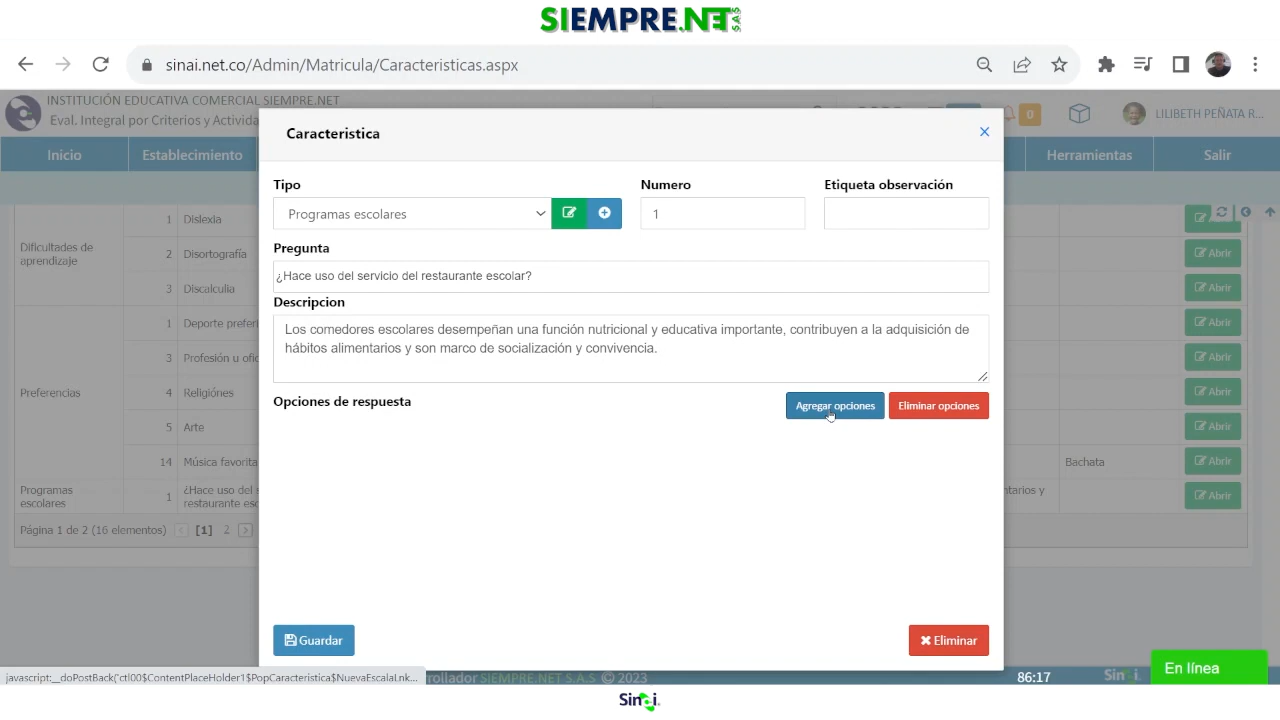 SIEMPRE.NET SAS
sinai.net.co/Admin/Matricula/Caracteristicas.aspx
INSTITUCIÓN EDUCATIVA COMERCIAL SIEMPRE.NET
Eval. Integral por Criterios y Activida
0
LILIBETH PEÑATA R...
Inicio
Establecimiento
Herramientas
Salir
Caracteristica
Tipo
Numero
Etiqueta observación
Programas escolares
1
Pregunta
¿Hace uso del servicio del restaurante escolar?
Descripcion
Los comedores escolares desempeñan una función nutricional y educativa importante, contribuyen a la adquisición de
hábitos alimentarios y son marco de socialización y convivencia.
Opciones de respuesta
Agregar opciones
Eliminar opciones
Guardar
Eliminar
Dificultades de
aprendizaje
1 Dislexia
2 Disortografía
Abrir
3 Discalculia
Abrir
Preferencias
1 Deporte preferi
Abrir
3 Profesión u ofic
Abrir
4 Religiónes
Abrir
5 Arte
Abrir
14 Música favorita
Bachata
Abrir
Programas
escolares
1 ¿Hace uso del s
restaurante esc
ntarios y
Abrir
Página 1 de 2 (16 elementos) [1] 2
javascript:__doPostBack('ctl00$ContentPlaceHolder1$PopCaracteristica$NuevaEscalaLnk...
rollador SIEMPRE.NET S.A.S © 2023
86:17
Sinai.
En línea
Sinai.